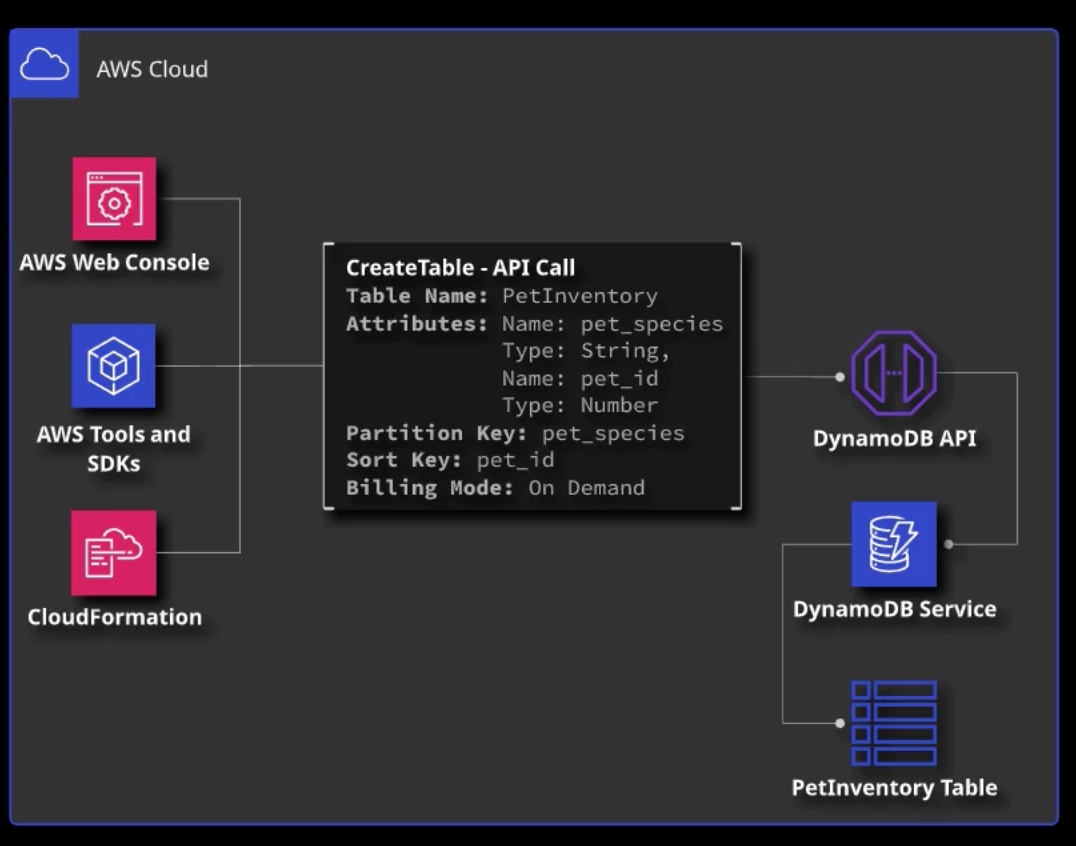 AWS Cloud
AWS Web Console
AWS Tools and
SDKs
CloudFormation
CreateTable - API Call
Table Name: PetInventory
Attributes: Name: pet_species
Type: String,
Name: pet_id
Type: Number
Partition Key: pet_species
Sort Key: pet_id
Billing Mode: On Demand
DynamoDB API
DynamoDB Service
PetInventory Table